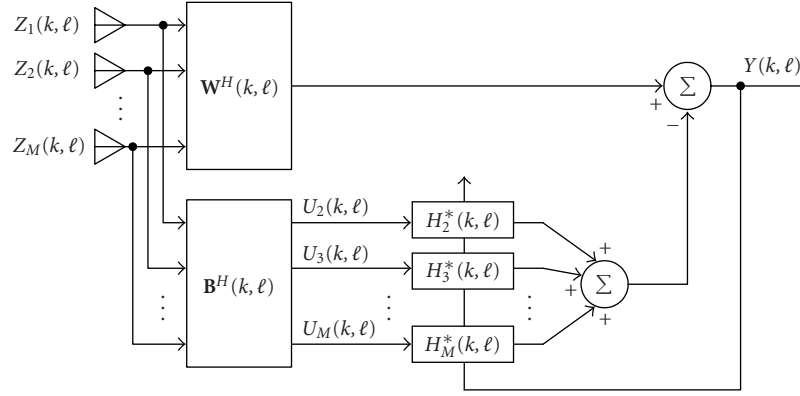 Z₁(k, ℓ)
Z₂(k, ℓ)
⋮
Z_M(k, ℓ)
W^H(k, ℓ)
+
Σ
−
Y(k, ℓ)
B^H(k, ℓ)
⋮
U₂(k, ℓ)
U₃(k, ℓ)
⋮
U_M(k, ℓ)
H₂*(k, ℓ)
H₃*(k, ℓ)
H_M*(k, ℓ)
⋮
+
+
+
Σ